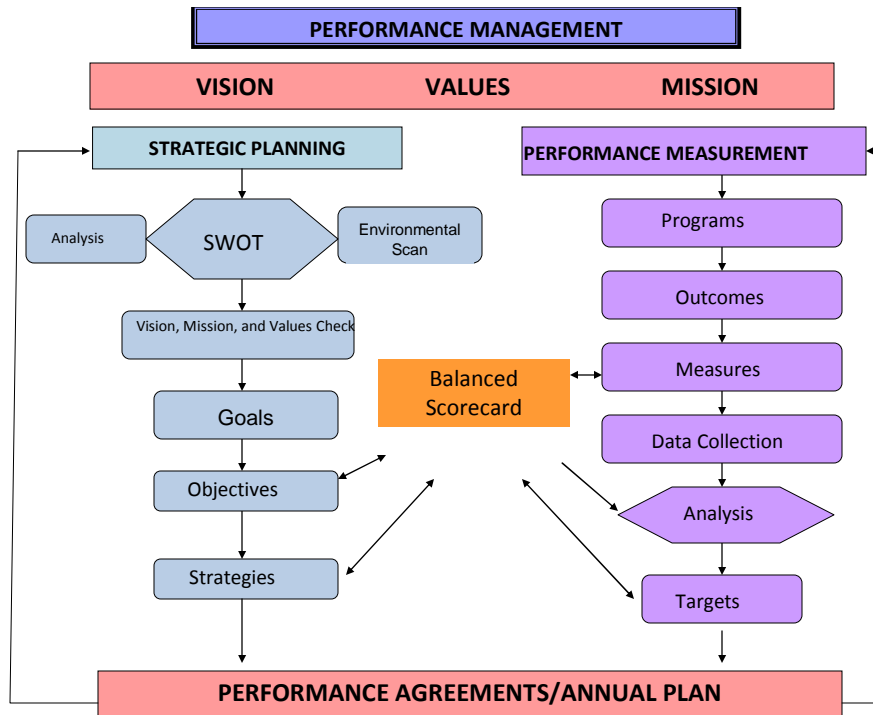 PERFORMANCE MANAGEMENT
VISION VALUES MISSION
STRATEGIC PLANNING
PERFORMANCE MEASUREMENT
Analysis
SWOT
Environmental
Scan
Programs
Outcomes
Vision, Mission, and Values Check
Measures
Balanced
Scorecard
Goals
Data Collection
Objectives
Analysis
Strategies
Targets
PERFORMANCE AGREEMENTS/ANNUAL PLAN